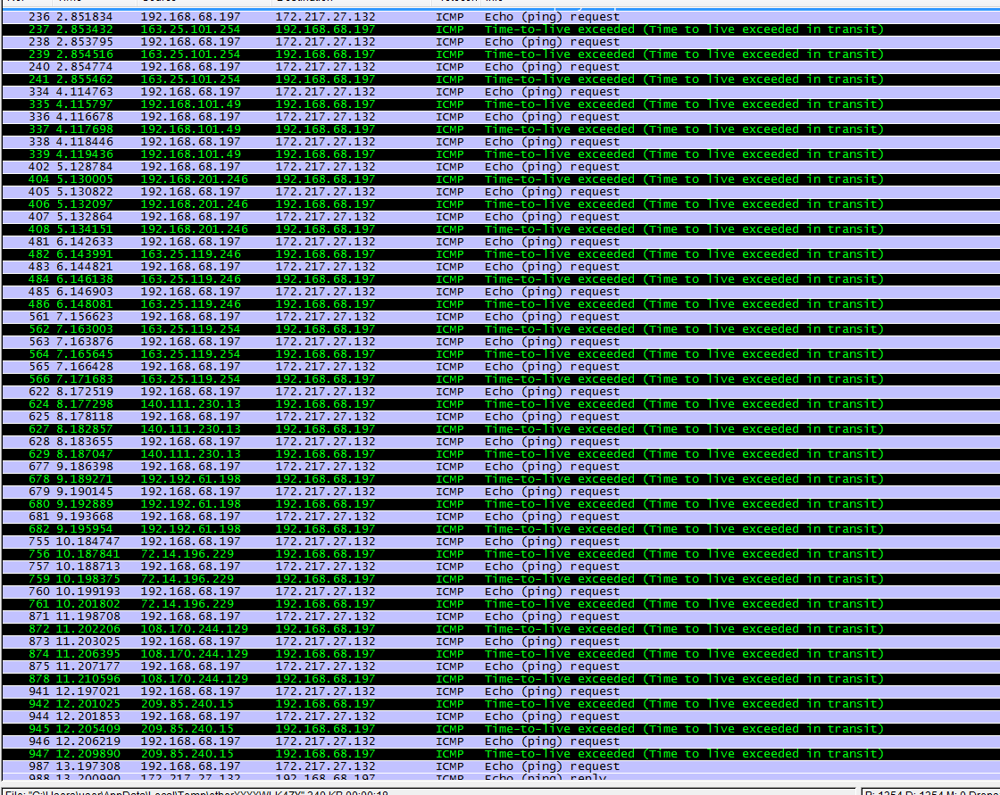 236 2.851834 192.168.68.197 172.217.27.132 ICMP Echo (ping) request
237 2.853432 163.25.101.254 192.168.68.197 ICMP Time-to-live exceeded (Time to live exceeded in transit)
238 2.853795 192.168.68.197 172.217.27.132 ICMP Echo (ping) request
239 2.854516 163.25.101.254 192.168.68.197 ICMP Time-to-live exceeded (Time to live exceeded in transit)
240 2.854774 192.168.68.197 172.217.27.132 ICMP Echo (ping) request
241 2.855462 163.25.101.254 192.168.68.197 ICMP Time-to-live exceeded (Time to live exceeded in transit)
334 4.114763 192.168.68.197 172.217.27.132 ICMP Echo (ping) request
335 4.115797 192.168.101.49 192.168.68.197 ICMP Time-to-live exceeded (Time to live exceeded in transit)
336 4.116678 192.168.68.197 172.217.27.132 ICMP Echo (ping) request
337 4.117698 192.168.101.49 192.168.68.197 ICMP Time-to-live exceeded (Time to live exceeded in transit)
338 4.118446 192.168.68.197 172.217.27.132 ICMP Echo (ping) request
339 4.119436 192.168.101.49 192.168.68.197 ICMP Time-to-live exceeded (Time to live exceeded in transit)
402 5.128784 192.168.68.197 172.217.27.132 ICMP Echo (ping) request
404 5.130005 192.168.201.246 192.168.68.197 ICMP Time-to-live exceeded (Time to live exceeded in transit)
405 5.130822 192.168.68.197 172.217.27.132 ICMP Echo (ping) request
406 5.132097 192.168.201.246 192.168.68.197 ICMP Time-to-live exceeded (Time to live exceeded in transit)
407 5.132864 192.168.68.197 172.217.27.132 ICMP Echo (ping) request
408 5.134151 192.168.201.246 192.168.68.197 ICMP Time-to-live exceeded (Time to live exceeded in transit)
481 6.142633 192.168.68.197 172.217.27.132 ICMP Echo (ping) request
482 6.143991 163.25.119.246 192.168.68.197 ICMP Time-to-live exceeded (Time to live exceeded in transit)
483 6.144821 192.168.68.197 172.217.27.132 ICMP Echo (ping) request
484 6.146138 163.25.119.246 192.168.68.197 ICMP Time-to-live exceeded (Time to live exceeded in transit)
485 6.146903 192.168.68.197 172.217.27.132 ICMP Echo (ping) request
486 6.148081 163.25.119.246 192.168.68.197 ICMP Time-to-live exceeded (Time to live exceeded in transit)
561 7.156623 192.168.68.197 172.217.27.132 ICMP Echo (ping) request
562 7.163003 163.25.119.254 192.168.68.197 ICMP Time-to-live exceeded (Time to live exceeded in transit)
563 7.163876 192.168.68.197 172.217.27.132 ICMP Echo (ping) request
564 7.165645 163.25.119.254 192.168.68.197 ICMP Time-to-live exceeded (Time to live exceeded in transit)
565 7.166428 192.168.68.197 172.217.27.132 ICMP Echo (ping) request
566 7.171683 163.25.119.254 192.168.68.197 ICMP Time-to-live exceeded (Time to live exceeded in transit)
622 8.172519 192.168.68.197 172.217.27.132 ICMP Echo (ping) request
624 8.177298 140.111.230.13 192.168.68.197 ICMP Time-to-live exceeded (Time to live exceeded in transit)
625 8.178118 192.168.68.197 172.217.27.132 ICMP Echo (ping) request
627 8.182857 140.111.230.13 192.168.68.197 ICMP Time-to-live exceeded (Time to live exceeded in transit)
628 8.183655 192.168.68.197 172.217.27.132 ICMP Echo (ping) request
629 8.187047 140.111.230.13 192.168.68.197 ICMP Time-to-live exceeded (Time to live exceeded in transit)
677 9.186398 192.168.68.197 172.217.27.132 ICMP Echo (ping) request
678 9.189271 192.192.61.198 192.168.68.197 ICMP Time-to-live exceeded (Time to live exceeded in transit)
679 9.190145 192.168.68.197 172.217.27.132 ICMP Echo (ping) request
680 9.192889 192.192.61.198 192.168.68.197 ICMP Time-to-live exceeded (Time to live exceeded in transit)
681 9.193668 192.168.68.197 172.217.27.132 ICMP Echo (ping) request
682 9.195954 192.192.61.198 192.168.68.197 ICMP Time-to-live exceeded (Time to live exceeded in transit)
755 10.184747 192.168.68.197 172.217.27.132 ICMP Echo (ping) request
756 10.187841 72.14.196.229 192.168.68.197 ICMP Time-to-live exceeded (Time to live exceeded in transit)
757 10.188713 192.168.68.197 172.217.27.132 ICMP Echo (ping) request
759 10.198375 72.14.196.229 192.168.68.197 ICMP Time-to-live exceeded (Time to live exceeded in transit)
760 10.199193 192.168.68.197 172.217.27.132 ICMP Echo (ping) request
761 10.201802 72.14.196.229 192.168.68.197 ICMP Time-to-live exceeded (Time to live exceeded in transit)
871 11.198708 192.168.68.197 172.217.27.132 ICMP Echo (ping) request
872 11.202206 108.170.244.129 192.168.68.197 ICMP Time-to-live exceeded (Time to live exceeded in transit)
873 11.203025 192.168.68.197 172.217.27.132 ICMP Echo (ping) request
874 11.206395 108.170.244.129 192.168.68.197 ICMP Time-to-live exceeded (Time to live exceeded in transit)
875 11.207177 192.168.68.197 172.217.27.132 ICMP Echo (ping) request
878 11.210596 108.170.244.129 192.168.68.197 ICMP Time-to-live exceeded (Time to live exceeded in transit)
941 12.197021 192.168.68.197 172.217.27.132 ICMP Echo (ping) request
942 12.201025 209.85.240.15 192.168.68.197 ICMP Time-to-live exceeded (Time to live exceeded in transit)
944 12.201853 192.168.68.197 172.217.27.132 ICMP Echo (ping) request
945 12.205409 209.85.240.15 192.168.68.197 ICMP Time-to-live exceeded (Time to live exceeded in transit)
946 12.206219 192.168.68.197 172.217.27.132 ICMP Echo (ping) request
947 12.209890 209.85.240.15 192.168.68.197 ICMP Time-to-live exceeded (Time to live exceeded in transit)
987 13.197308 192.168.68.197 172.217.27.132 ICMP Echo (ping) request
988 13.200990 172.217.27.132 192.168.68.197 ICMP Echo (ping) reply